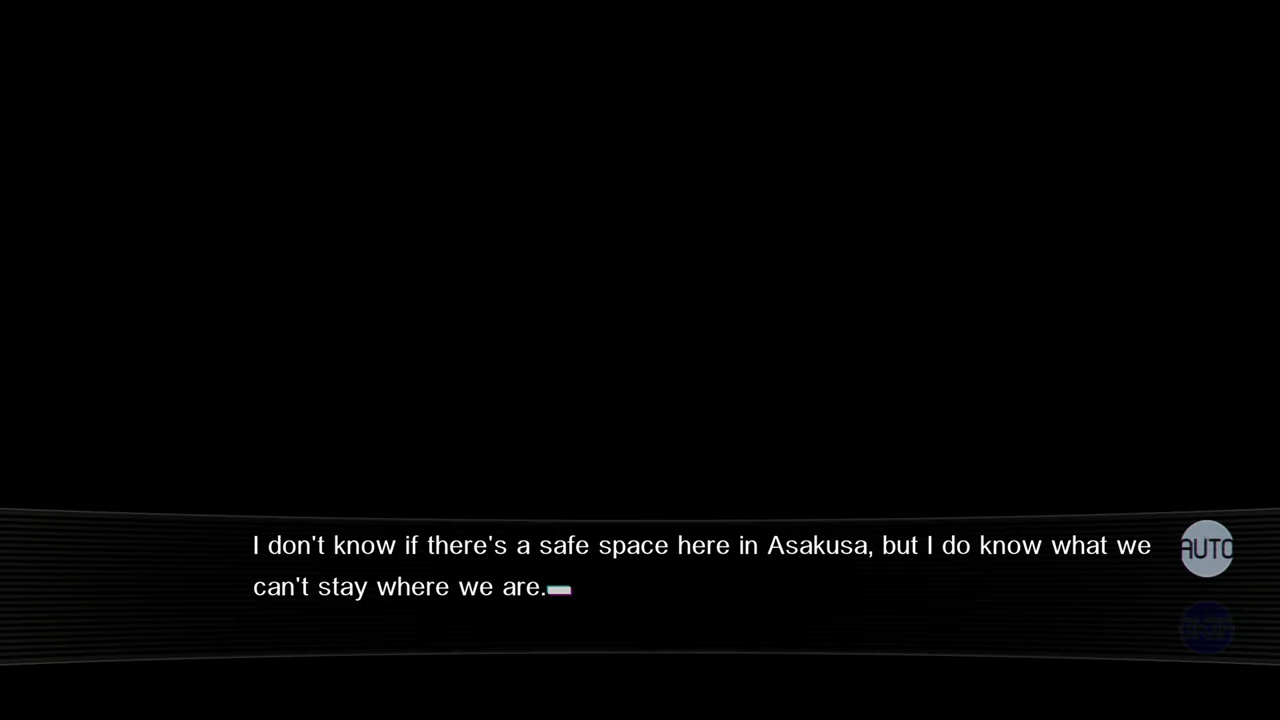 I don't know if there's a safe space here in Asakusa, but I do know what we
can't stay where we are.
AUTO